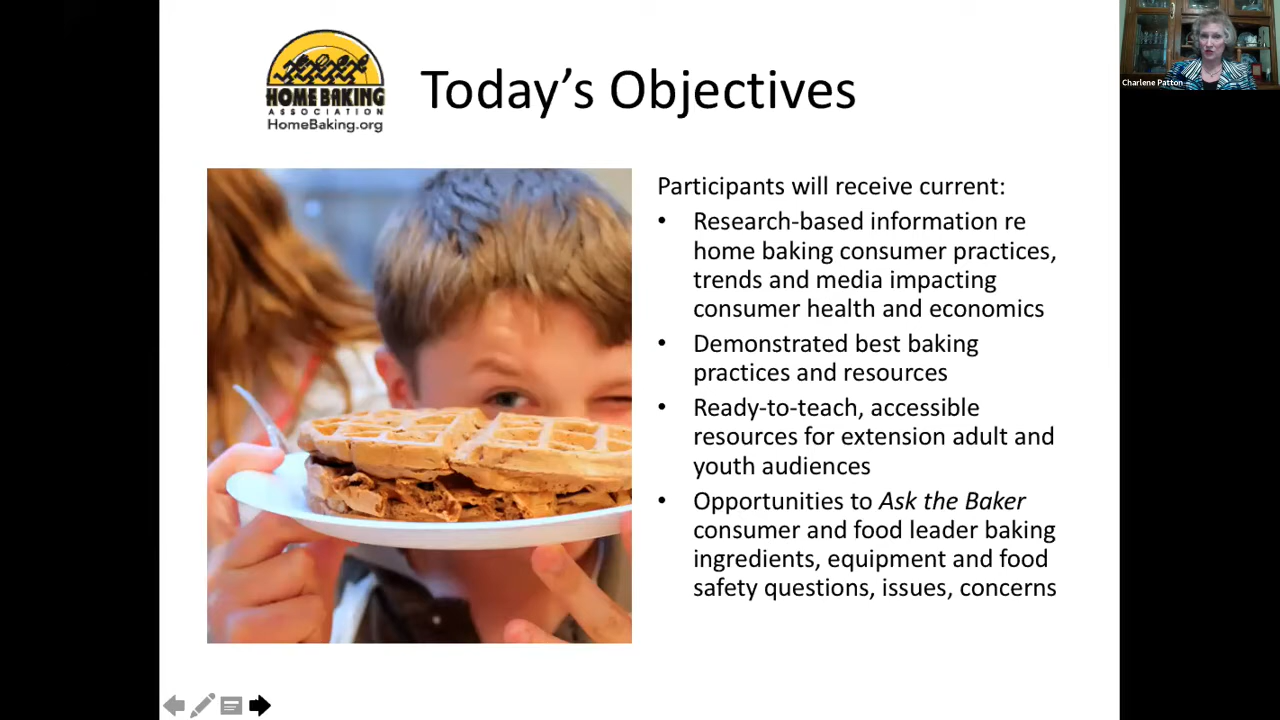 HOME BAKING
ASSOCIATION
HomeBaking.org
Today's Objectives
Charlene Patton
Participants will receive current:
• Research-based information re
home baking consumer practices,
trends and media impacting
consumer health and economics
• Demonstrated best baking
practices and resources
• Ready-to-teach, accessible
resources for extension adult and
youth audiences
• Opportunities to Ask the Baker
consumer and food leader baking
ingredients, equipment and food
safety questions, issues, concerns